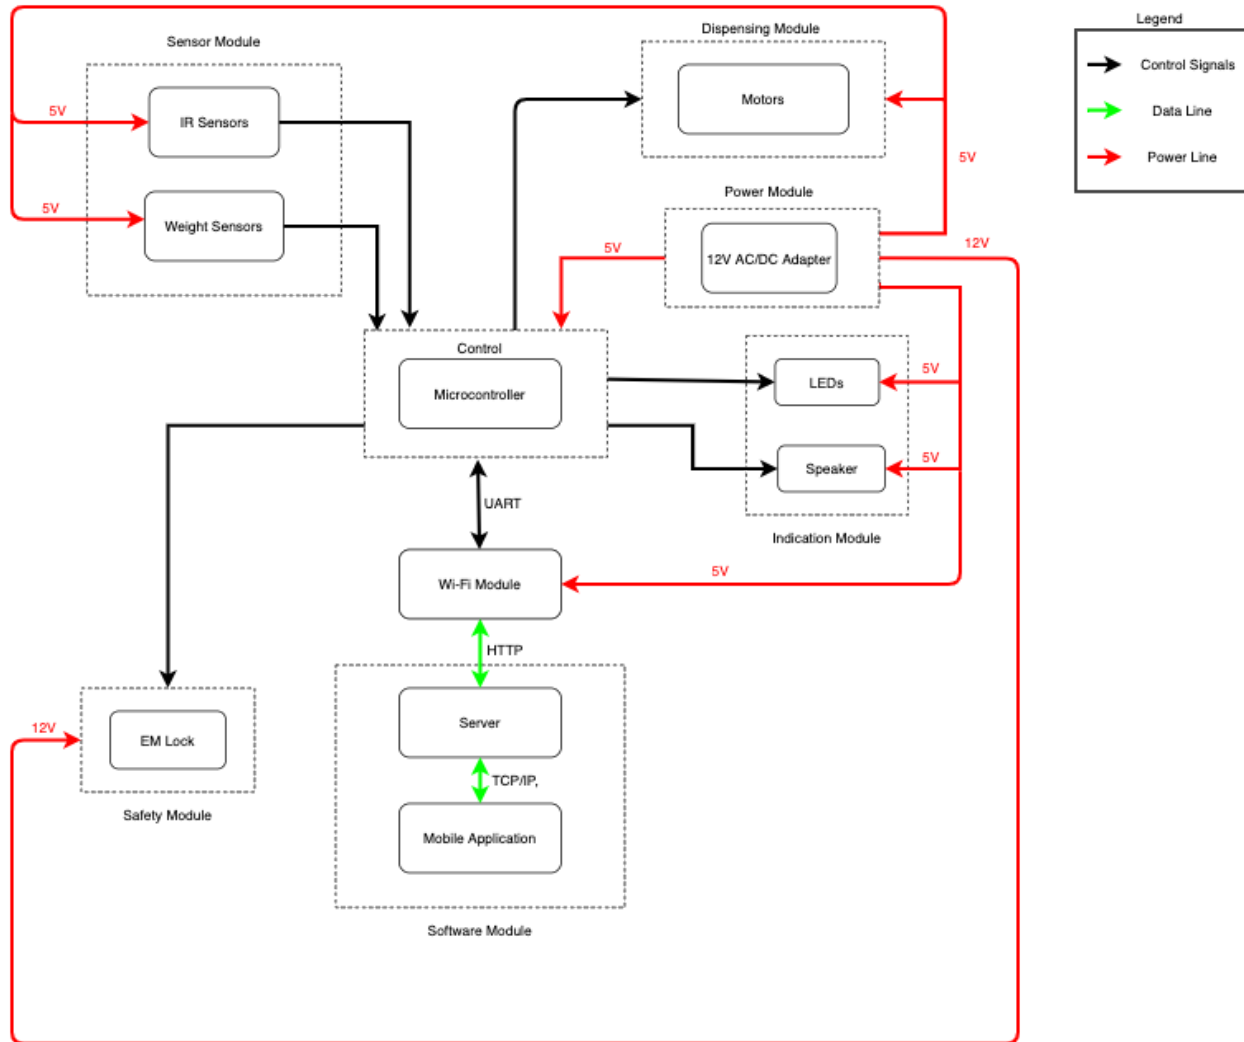 Legend
Control Signals
Data Line
Power Line
Sensor Module
5V
IR Sensors
5V
Weight Sensors
Dispensing Module
Motors
5V
Power Module
12V AC/DC Adapter
5V
12V
Control
Microcontroller
LEDs
5V
Speaker
5V
Indication Module
UART
Wi-Fi Module
5V
HTTP
Server
TCP/IP,
Mobile Application
Software Module
12V
EM Lock
Safety Module